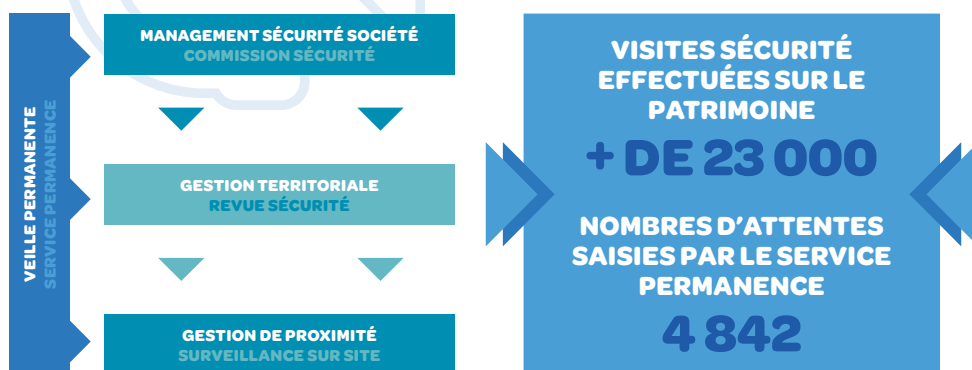 VEILLE PERMANENTE
SERVICE PERMANENCE
MANAGEMENT SÉCURITÉ SOCIÉTÉ
COMMISSION SÉCURITÉ
GESTION TERRITORIALE
REVUE SÉCURITÉ
GESTION DE PROXIMITÉ
SURVEILLANCE SUR SITE
VISITES SÉCURITÉ
EFFECTUÉES SUR LE
PATRIMOINE
+ DE 23 000
NOMBRES D'ATTENTES
SAISIES PAR LE SERVICE
PERMANENCE
4 842